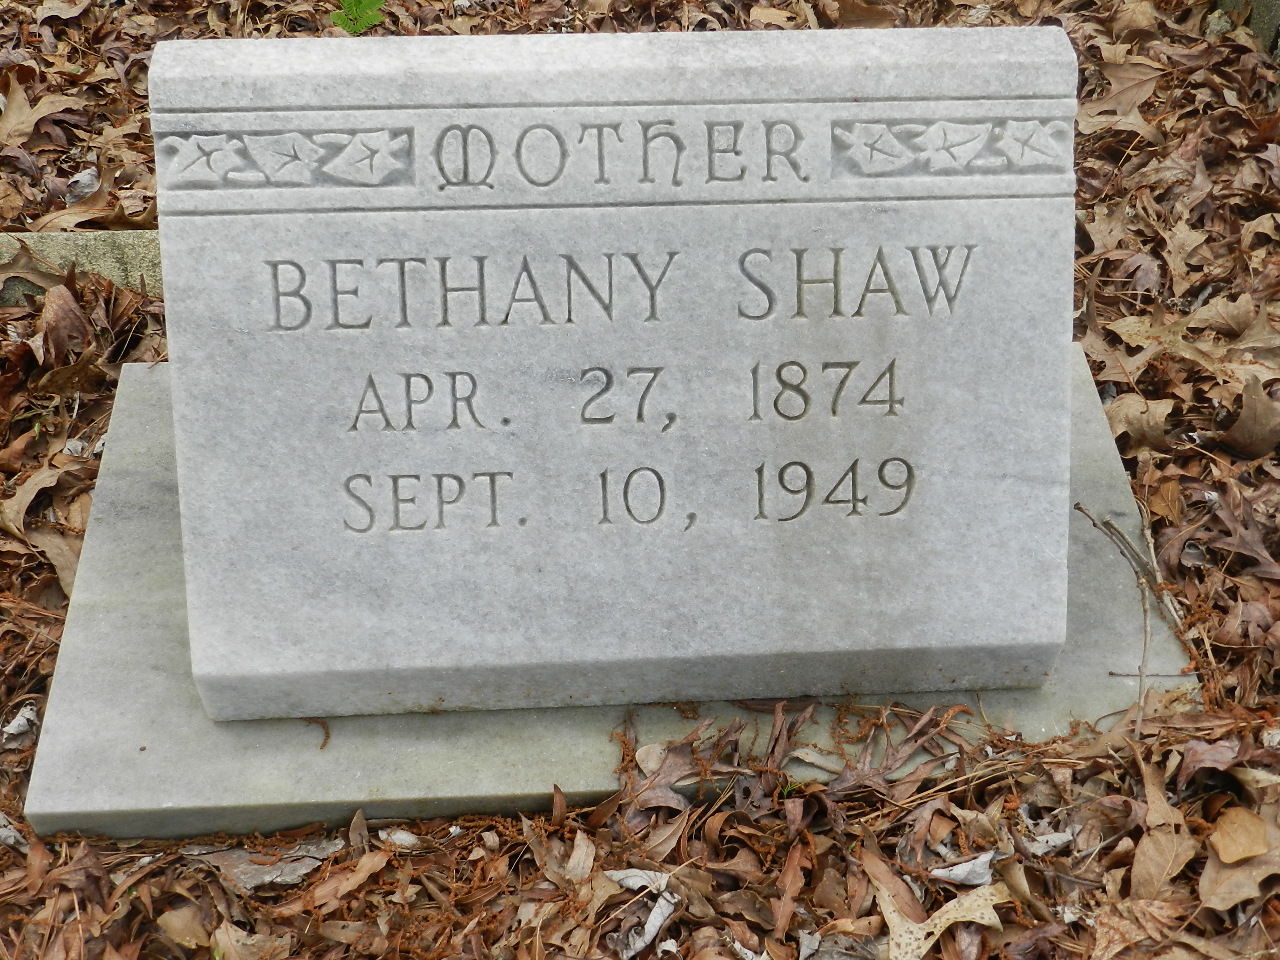 MOTHER
BETHANY SHAW
APR. 27, 1874
SEPT. 10, 1949